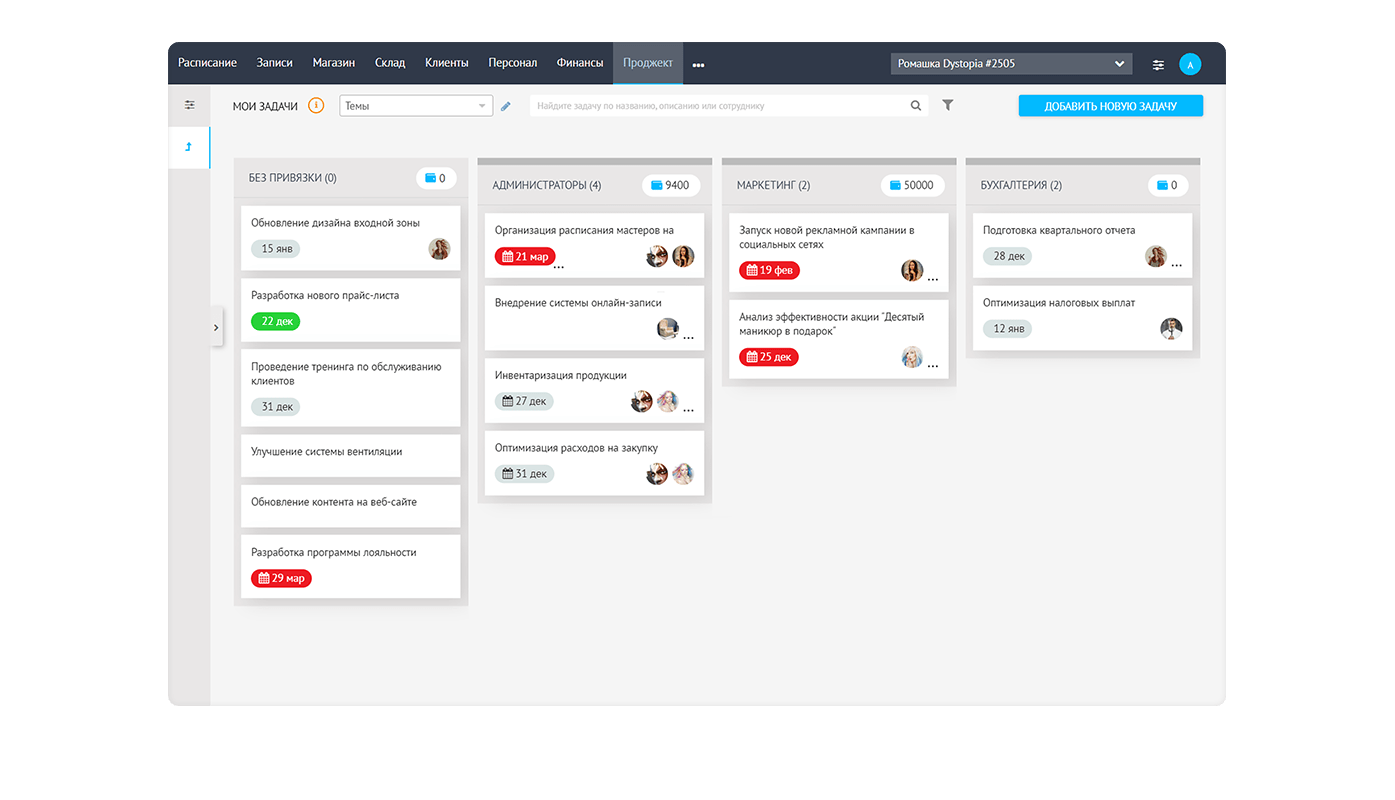 Расписание Записи Магазин Склад Клиенты Персонал Финансы Проджект ••• Ромашка Dystopia #2505 А
МОИ ЗАДАЧИ i Темы Найдите задачу по названию, описанию или сотруднику ДОБАВИТЬ НОВУЮ ЗАДАЧУ
БЕЗ ПРИВЯЗКИ (0) 0
Обновление дизайна входной зоны
15 янв
Разработка нового прайс-листа
22 дек
Проведение тренинга по обслуживанию
клиентов
31 дек
Улучшение системы вентиляции
Обновление контента на веб-сайте
Разработка программы лояльности
29 мар
АДМИНИСТРАТОРЫ (4) 9400
Организация расписания мастеров на
21 мар ...
Внедрение системы онлайн-записи
...
Инвентаризация продукции
27 дек ...
Оптимизация расходов на закупку
31 дек
МАРКЕТИНГ (2) 50000
Запуск новой рекламной кампании в
социальных сетях
19 фев ...
Анализ эффективности акции "Десятый
маникюр в подарок"
25 дек ...
БУХГАЛТЕРИЯ (2) 0
Подготовка квартального отчета
28 дек ...
Оптимизация налоговых выплат
12 янв